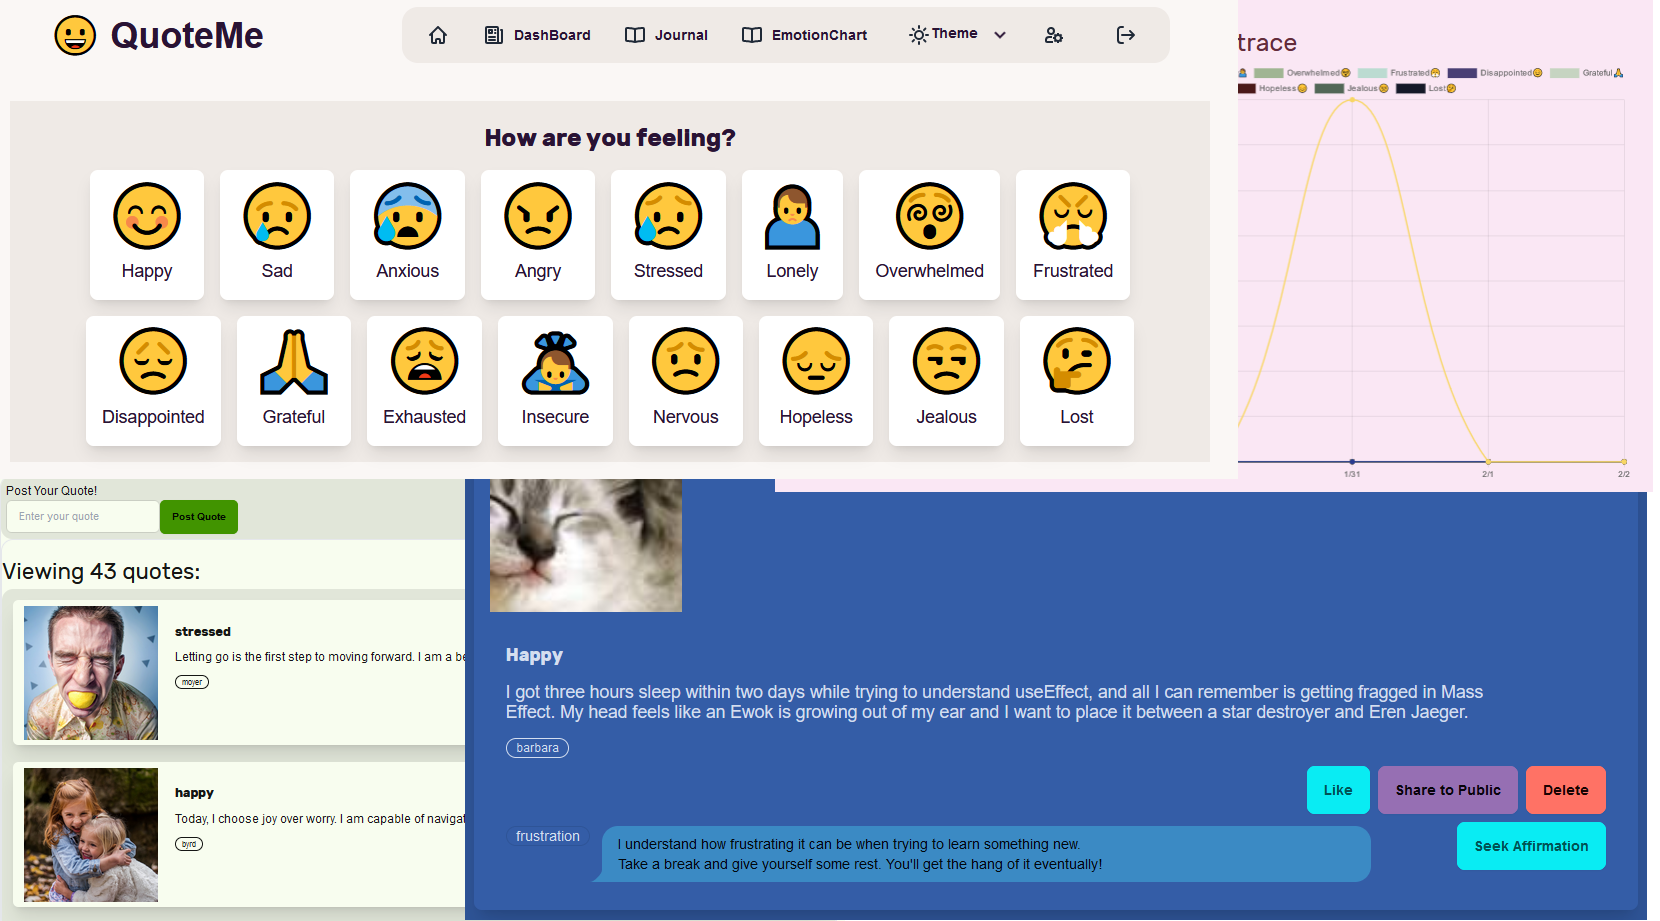 QuoteMe
DashBoard
Journal
EmotionChart
Theme
How are you feeling?
Happy
Sad
Anxious
Angry
Stressed
Lonely
Overwhelmed
Frustrated
Disappointed
Grateful
Exhausted
Insecure
Nervous
Hopeless
Jealous
Lost
trace
Overwhelmed
Frustrated
Disappointed
Grateful
Hopeless
Jealous
Lost
1/31
2/1
2/2
Post Your Quote!
Enter your quote
Post Quote
Viewing 43 quotes:
stressed
Letting go is the first step to moving forward. I am a be
moyer
happy
Today, I choose joy over worry. I am capable of navigat
byrd
Happy
I got three hours sleep within two days while trying to understand useEffect, and all I can remember is getting fragged in Mass
Effect. My head feels like an Ewok is growing out of my ear and I want to place it between a star destroyer and Eren Jaeger.
barbara
Like
Share to Public
Delete
frustration
I understand how frustrating it can be when trying to learn something new.
Take a break and give yourself some rest. You'll get the hang of it eventually!
Seek Affirmation